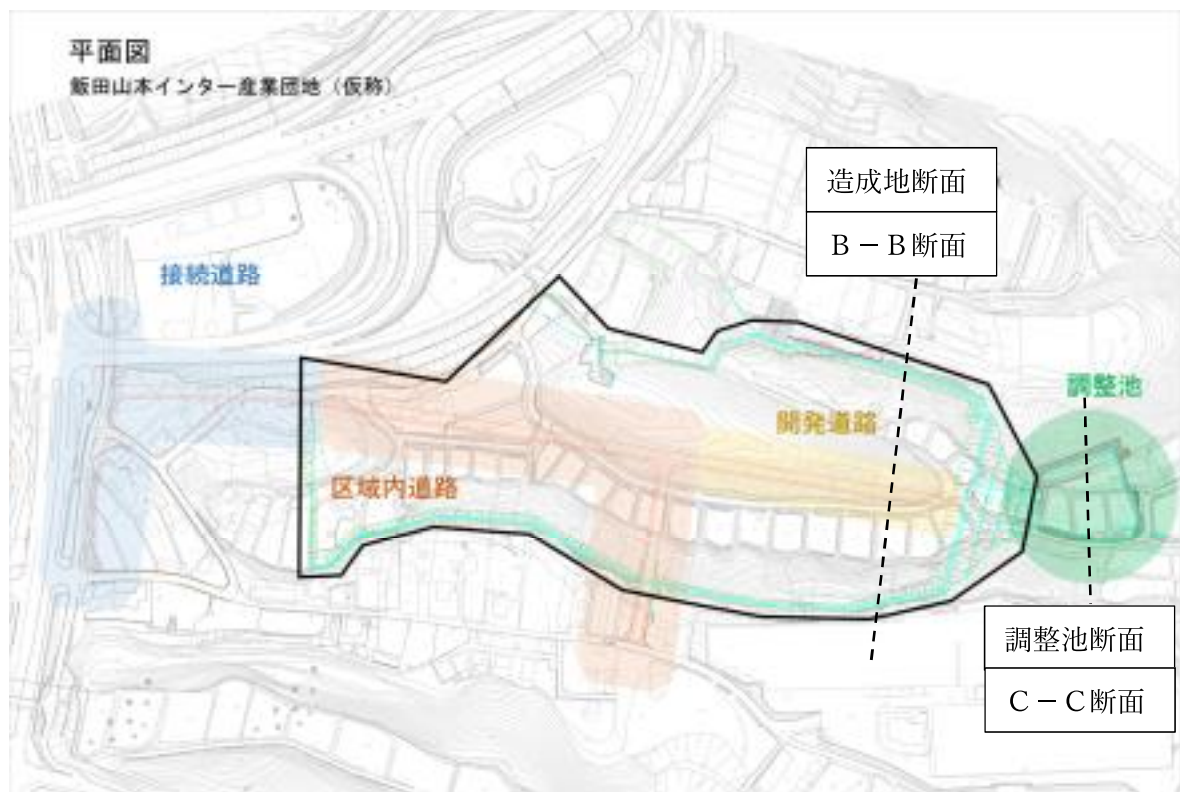 平面図
飯田山本インター産業団地（仮称）
造成地断面
Ｂ－Ｂ断面
接続道路
調整池
開発道路
区域内道路
調整池断面
Ｃ－Ｃ断面